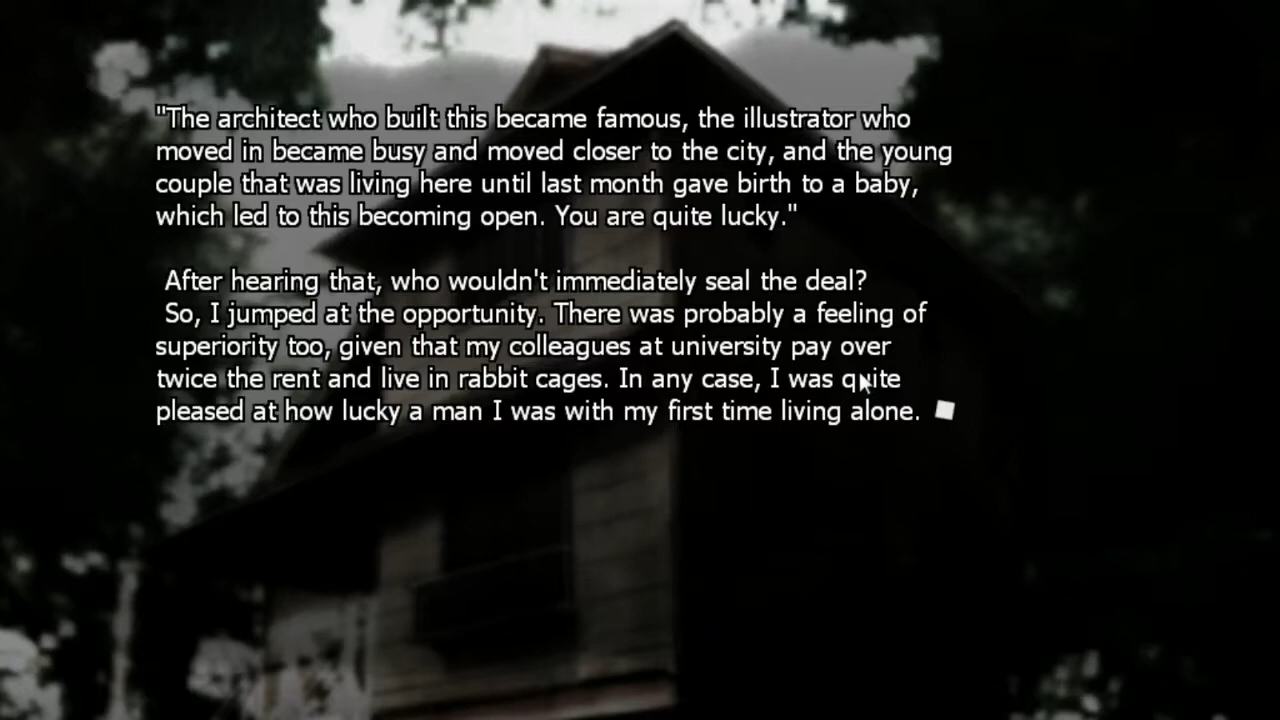 "The architect who built this became famous, the illustrator who
moved in became busy and moved closer to the city, and the young
couple that was living here until last month gave birth to a baby,
which led to this becoming open. You are quite lucky."
After hearing that, who wouldn't immediately seal the deal?
So, I jumped at the opportunity. There was probably a feeling of
superiority too, given that my colleagues at university pay over
twice the rent and live in rabbit cages. In any case, I was quite
pleased at how lucky a man I was with my first time living alone.